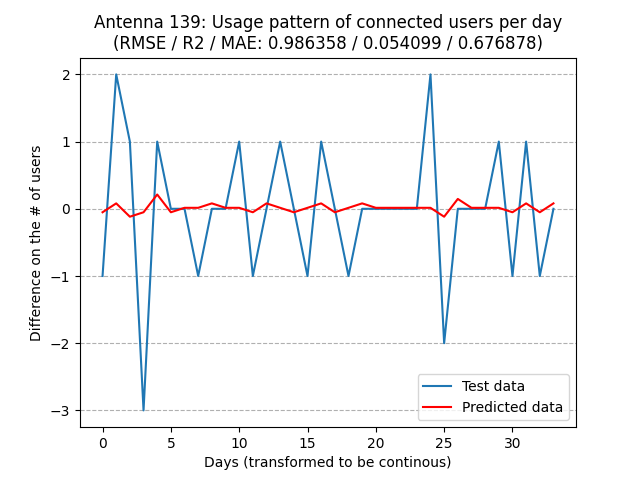 Antenna 139: Usage pattern of connected users per day
(RMSE / R2 / MAE: 0.986358 / 0.054099 / 0.676878)
2
1
0
−1
−2
−3
Difference on the # of users
Test data
Predicted data
0 5 10 15 20 25 30
Days (transformed to be continous)